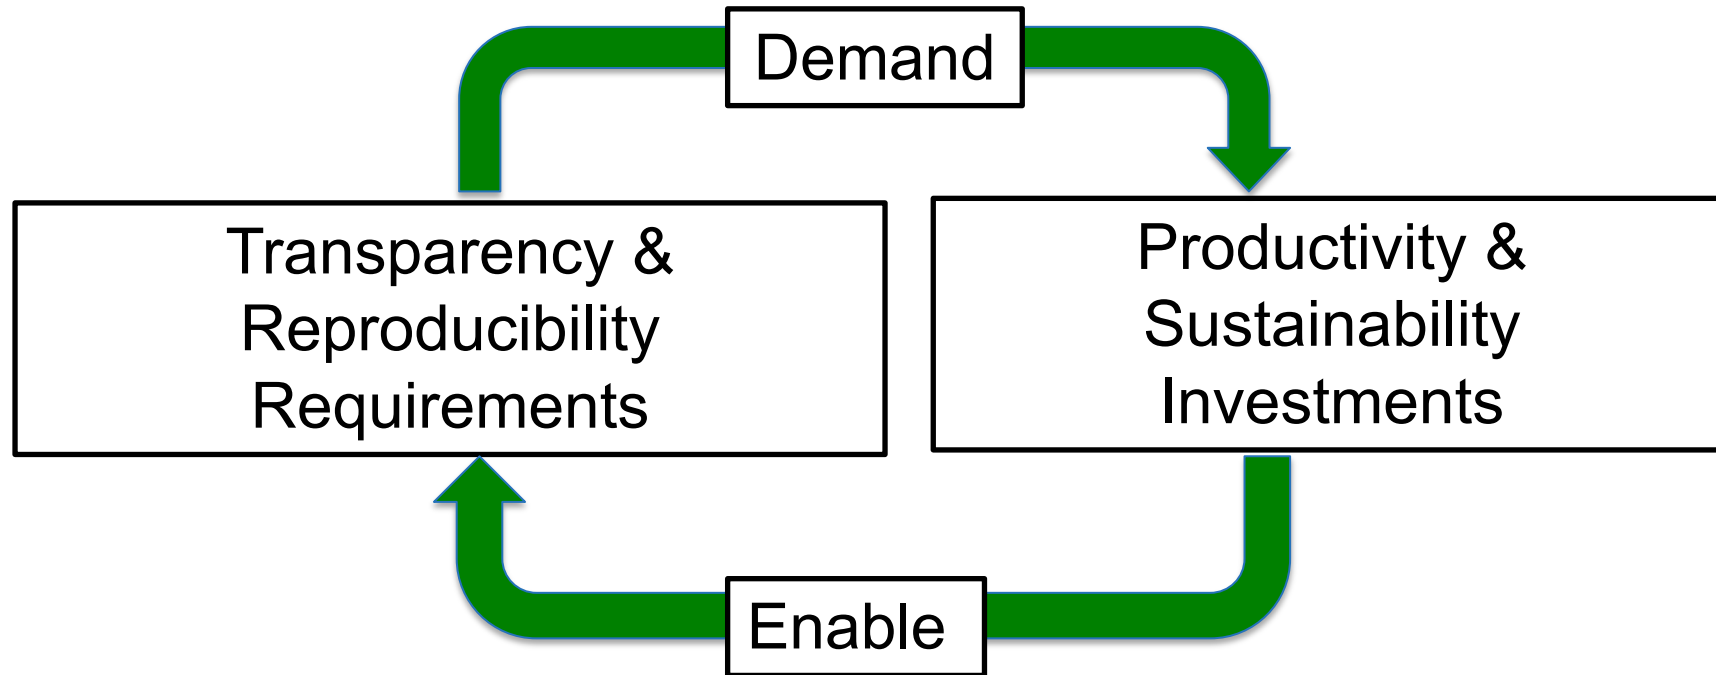 Demand
Transparency &
Reproducibility
Requirements
Productivity &
Sustainability
Investments
Enable